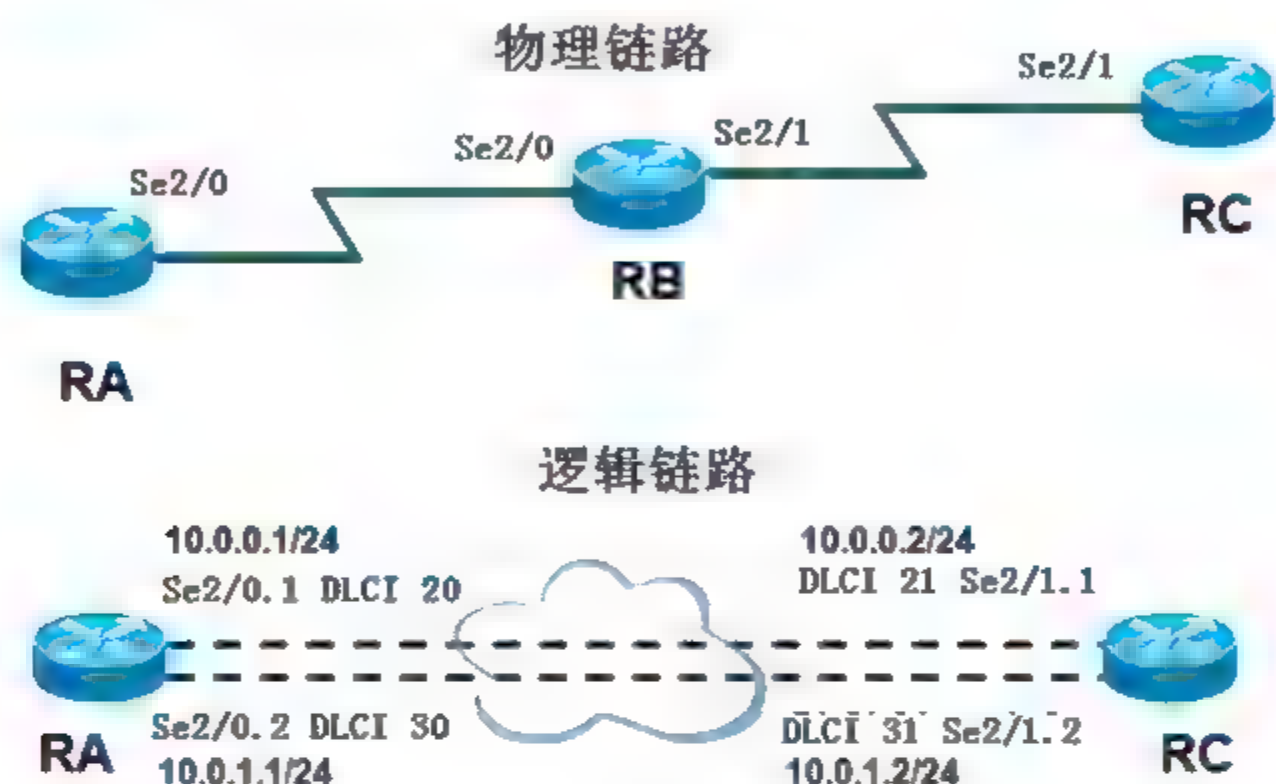 物理链路
Se2/1
Se2/0
Se2/1
Se2/0
RC
RB
RA
逻辑链路
10.0.0.1/24
10.0.0.2/24
Se2/0.1 DLCI 20
DLCI 21 Se2/1.1
Se2/0.2 DLCI 30
DLCI 31 Se2/1.2
RA
RC
10.0.1.1/24
10.0.1.2/24